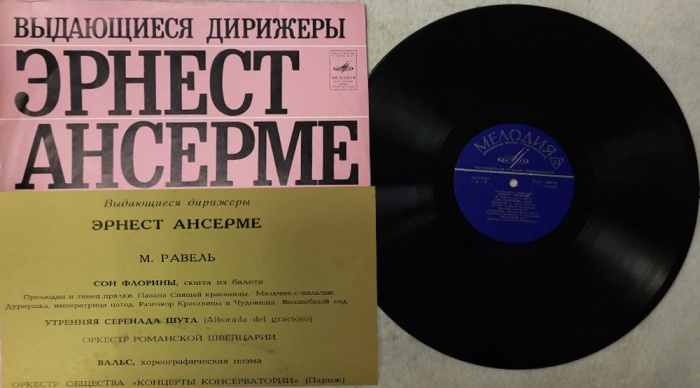 ВЫДАЮЩИЕСЯ ДИРИЖЕРЫ
ЭРНЕСТ
АНСЕРМЕ
МЕЛОДИЯ
Выдающиеся дирижеры
ЭРНЕСТ АНСЕРМЕ
М. РАВЕЛЬ
СОН ФЛОРИНЫ, сюита из балета
Прелюдия и танец прялки. Павана Спящей красавицы. Мальчик-с-пальчик
Дурнушка, императрица пагод. Разговор Красавицы и Чудовища. Волшебный сад
УТРЕННЯЯ СЕРЕНАДА ШУТА (Alborada del gracioso)
ОРКЕСТР РОМАНСКОЙ ШВЕЙЦАРИИ
ВАЛЬС, хореографическая поэма
ОРКЕСТР ОБЩЕСТВА «КОНЦЕРТЫ КОНСЕРВАТОРИИ» (Париж)
МЕЛОДИЯ